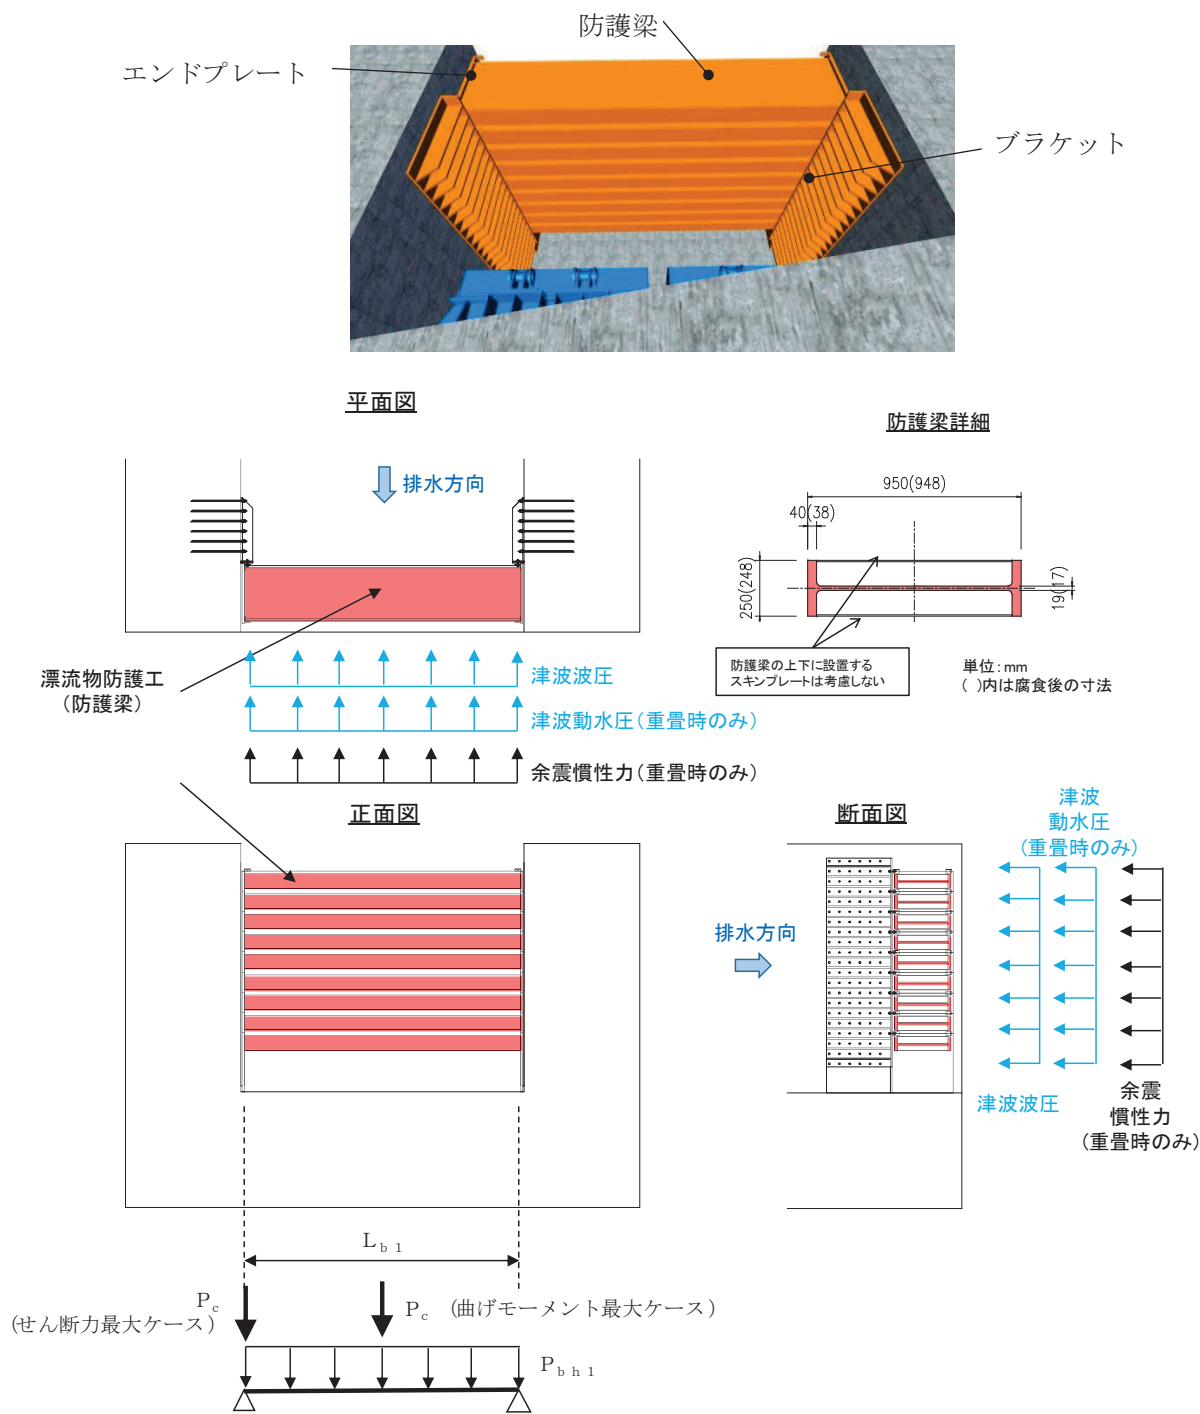 防護梁
エンドプレート
ブラケット
平面図
防護梁詳細
排水方向
950(948)
40(38)
250(248)
19(17)
防護梁の上下に設置する
スキンプレートは考慮しない
単位:mm
( )内は腐食後の寸法
漂流物防護工
(防護梁)
津波波圧
津波動水圧(重畳時のみ)
余震慣性力(重畳時のみ)
正面図
断面図
津波
動水圧
(重畳時のみ)
排水方向
津波波圧
余震
慣性力
(重畳時のみ)
Lb1
Pc
(せん断力最大ケース)
Pc (曲げモーメント最大ケース)
Pbh1